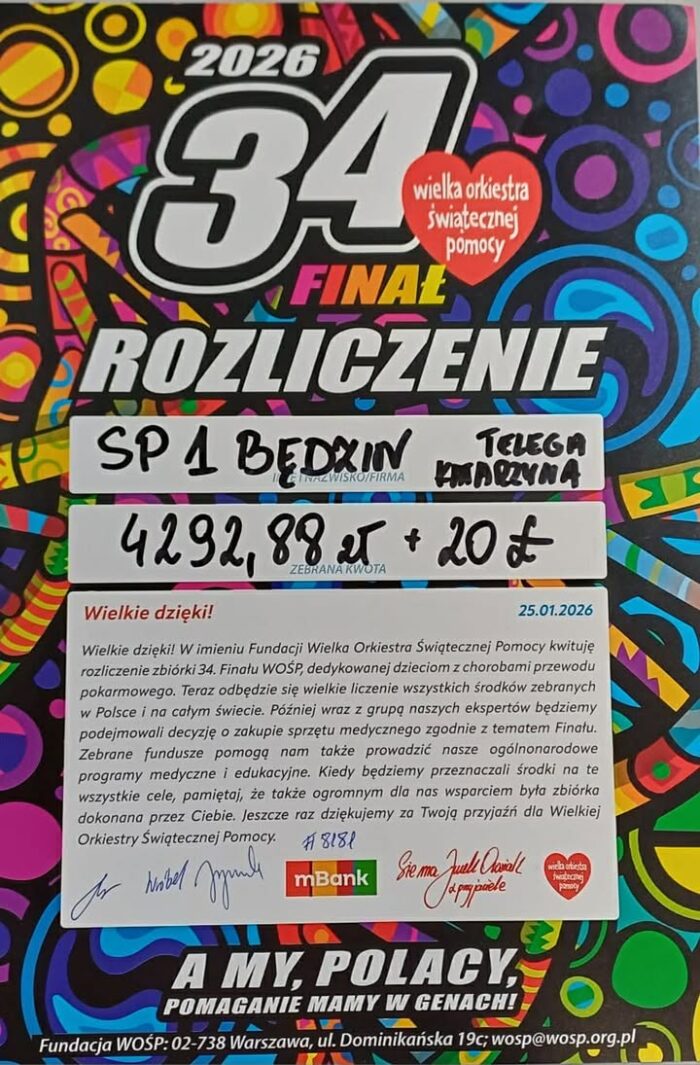 2026
34
wielka orkiestra
świątecznej
pomocy
FINAŁ
ROZLICZENIE
SP 1 BĘDXIN TELEGA
KATARZYNA
IMIĘ I NAZWISKO/FIRMA
4292,88 zł + 20 £
ZEBRANA KWOTA
Wielkie dzięki! 25.01.2026
Wielkie dzięki! W imieniu Fundacji Wielka Orkiestra Świątecznej Pomocy kwituję
rozliczenie zbiórki 34. Finału WOŚP, dedykowanej dzieciom z chorobami przewodu
pokarmowego. Teraz odbędzie się wielkie liczenie wszystkich środków zebranych
w Polsce i na całym świecie. Później wraz z grupą naszych ekspertów będziemy
podejmowali decyzję o zakupie sprzętu medycznego zgodnie z tematem Finału.
Zebrane fundusze pomogą nam także prowadzić nasze ogólnonarodowe
programy medyczne i edukacyjne. Kiedy będziemy przeznaczali środki na te
wszystkie cele, pamiętaj, że także ogromnym dla nas wsparciem była zbiórka
dokonana przez Ciebie. Jeszcze raz dziękujemy za Twoją przyjaźń dla Wielkiej
Orkiestry Świątecznej Pomocy. # 8181
mBank Sie ma Jurek Owsiak
z przyjaciele
wielka orkiestra
świątecznej
pomocy
A MY, POLACY,
POMAGANIE MAMY W GENACH!
Fundacja WOŚP: 02-738 Warszawa, ul. Dominikańska 19c; wosp@wosp.org.pl